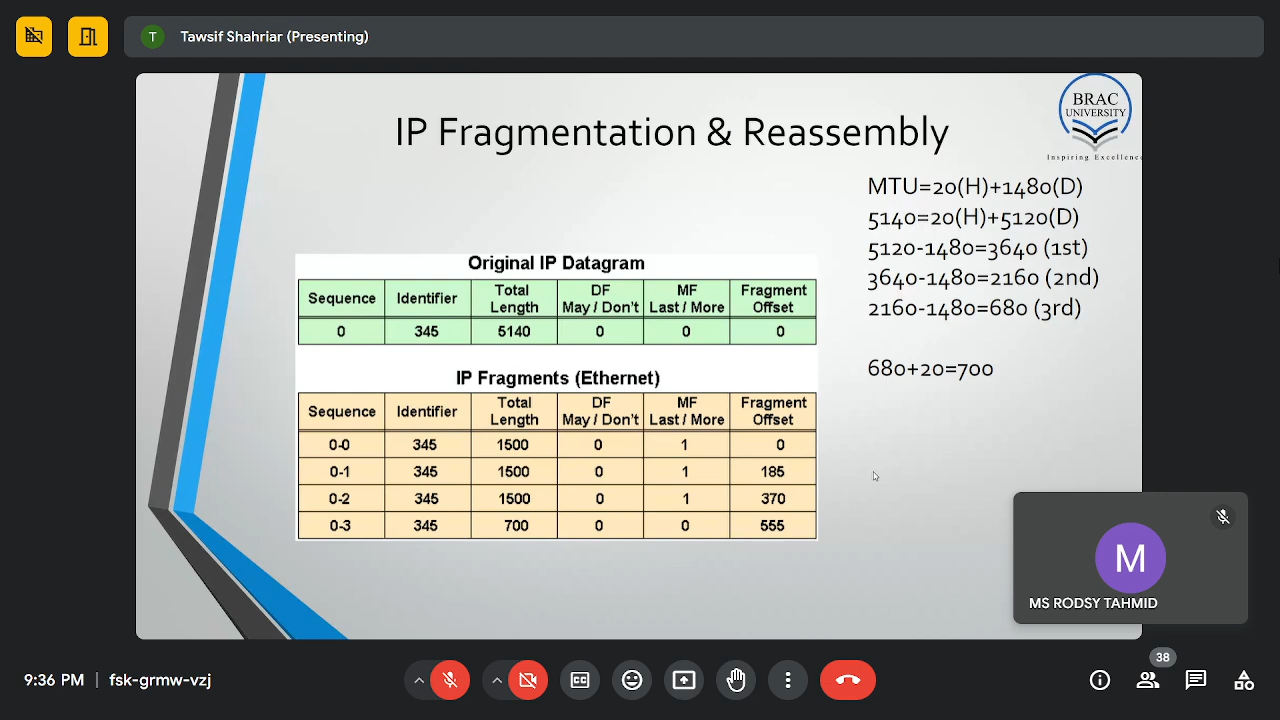 T Tawsif Shahriar (Presenting)
IP Fragmentation & Reassembly
BRAC
UNIVERSITY
Inspiring Excellence
MTU=20(H)+1480(D)
5140=20(H)+5120(D)
5120-1480=3640 (1st)
3640-1480=2160 (2nd)
2160-1480=680 (3rd)
680+20=700
Original IP Datagram
Sequence Identifier Total Length DF May / Don't MF Last / More Fragment Offset
0 345 5140 0 0 0
IP Fragments (Ethernet)
Sequence Identifier Total Length DF May / Don't MF Last / More Fragment Offset
0-0 345 1500 0 1 0
0-1 345 1500 0 1 185
0-2 345 1500 0 1 370
0-3 345 700 0 0 555
M
MS RODSY TAHMID
9:36 PM | fsk-grmw-vzj
CC
38